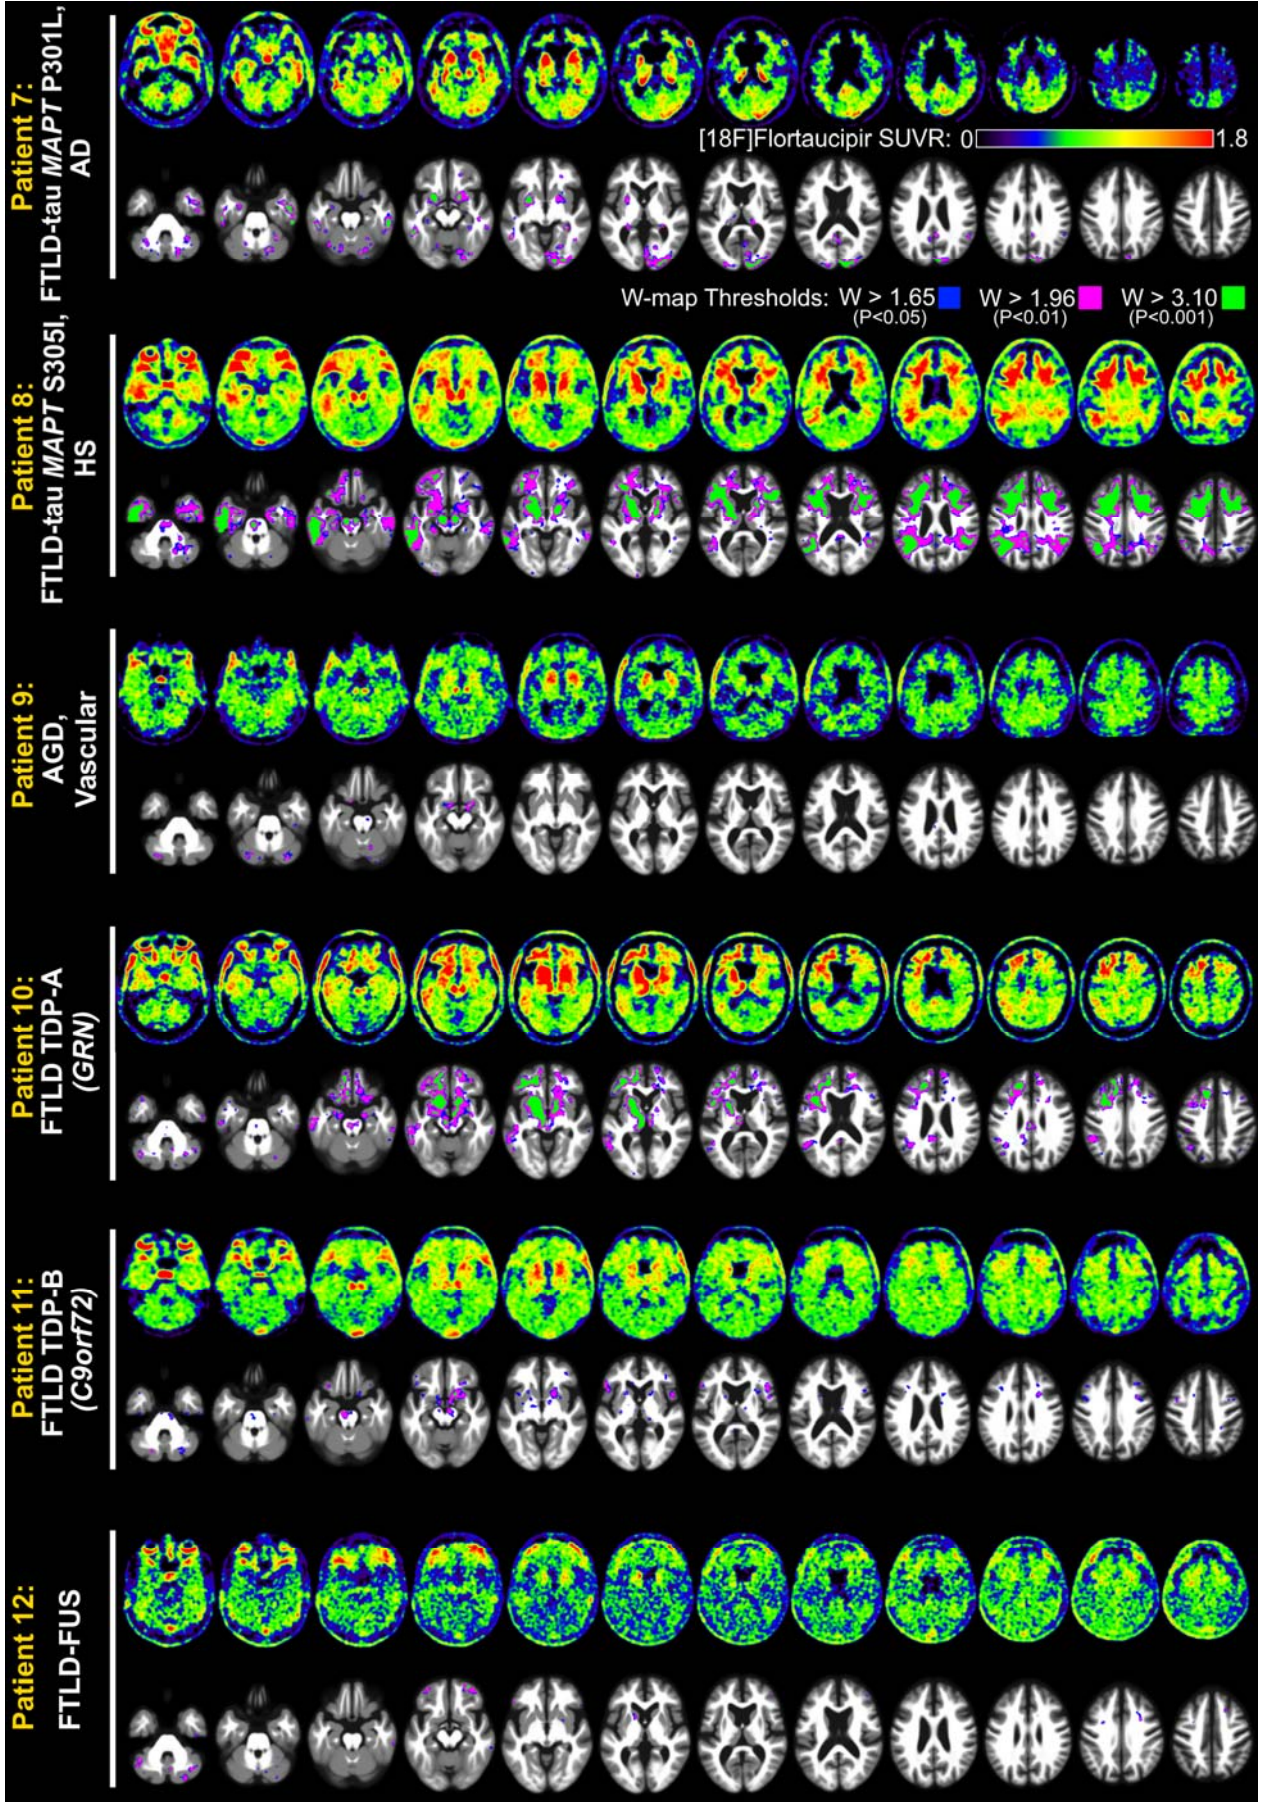 Patient 7:
FTLD-tau MAPT P301L,
AD
[18F]Flortaucipir SUVR: 0 1.8
W-map Thresholds: W > 1.65 W > 1.96 W > 3.10
(P<0.05) (P<0.01) (P<0.001)
Patient 8:
FTLD-tau MAPT S305I,
HS
Patient 9:
AGD,
Vascular
Patient 10:
FTLD TDP-A
(GRN)
Patient 11:
FTLD TDP-B
(C9orf72)
Patient 12:
FTLD-FUS